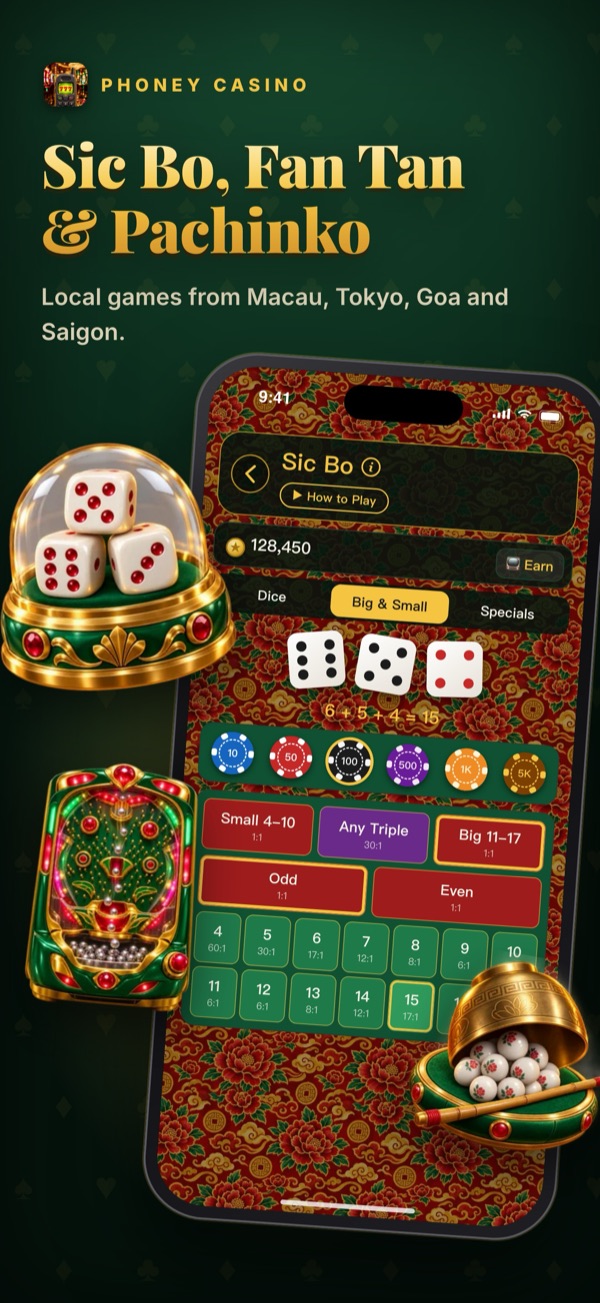 PHONEY CASINO
Sic Bo, Fan Tan
& Pachinko
Local games from Macau, Tokyo, Goa and
Saigon.
9:41
Sic Bo i
How to Play
128,450
Earn
Dice Big & Small Specials
6 + 5 + 4 = 15
10 50 100 500 1K 5K
Small 4–10 Any Triple Big 11–17
1:1 30:1 1:1
Odd Even
1:1 1:1
4 5 6 7 8 9 10
60:1 30:1 17:1 12:1 8:1 6:1
11 12 13 14 15
6:1 6:1 8:1 12:1 17:1